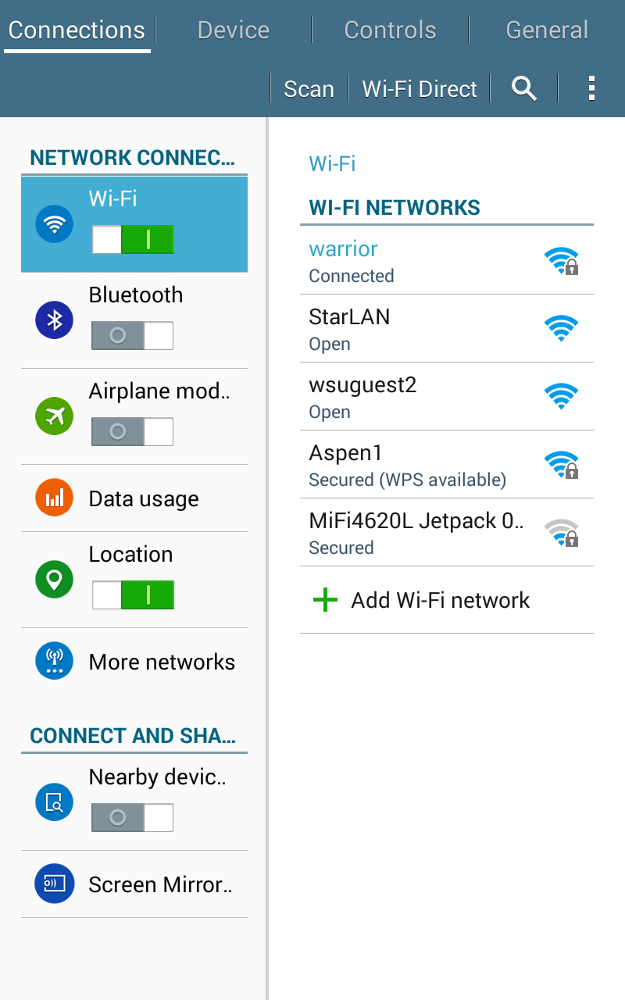 Connections
Device
Controls
General
Scan
Wi-Fi Direct
NETWORK CONNEC...
Wi-Fi
Bluetooth
Airplane mod..
Data usage
Location
More networks
CONNECT AND SHA...
Nearby devic..
Screen Mirror..
Wi-Fi
WI-FI NETWORKS
warrior
Connected
StarLAN
Open
wsuguest2
Open
Aspen1
Secured (WPS available)
MiFi4620L Jetpack 0..
Secured
Add Wi-Fi network